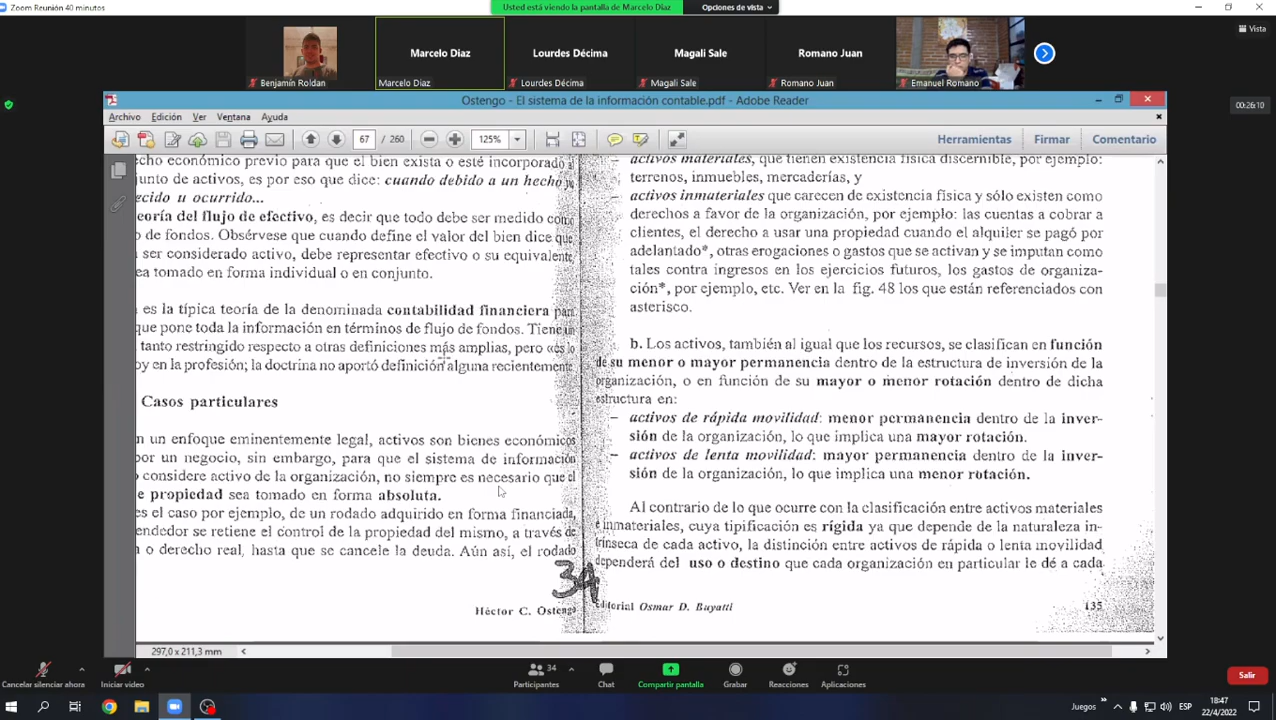 Zoom Reunión 40 minutos
Usted está viendo la pantalla de Marcelo Diaz
Opciones de vista
Vista
Benjamín Roldan
Marcelo Diaz
Marcelo Diaz
Lourdes Décima
Lourdes Décima
Magali Sale
Magali Sale
Romano Juan
Romano Juan
Emanuel Romano
00:26:10
Ostengo - El sistema de la información contable.pdf - Adobe Reader
Archivo Edición Ver Ventana Ayuda
67 / 260
125%
Herramientas Firmar Comentario
cho económico previo para que el bien exista o esté incorporado a
junto de activos, es por eso que dice: cuando debido a un hecho ya
ecido u ocurrido...
eoría del flujo de efectivo, es decir que todo debe ser medido como
o de fondos. Obsérvese que cuando define el valor del bien dice que
ser considerado activo, debe representar efectivo o su equivalente
ea tomado en forma individual o en conjunto.
es la típica teoría de la denominada contabilidad financiera para
que pone toda la información en términos de flujo de fondos. Tiene un
tanto restringido respecto a otras definiciones más amplias, pero es lo
oy en la profesión; la doctrina no aportó definición alguna recientemente
Casos particulares
n un enfoque eminentemente legal, activos son bienes económicos
por un negocio, sin embargo, para que el sistema de información
o considere activo de la organización, no siempre es necesario que el
e propiedad sea tomado en forma absoluta.
es el caso por ejemplo, de un rodado adquirido en forma financiada,
endedor se retiene el control de la propiedad del mismo, a través de
a o derecho real, hasta que se cancele la deuda. Aún así, el rodado
34
Héctor C. Ostengo
– activos materiales, que tienen existencia física discernible, por ejemplo:
terrenos, inmuebles, mercaderías, y
– activos inmateriales que carecen de existencia física y sólo existen como
derechos a favor de la organización, por ejemplo: las cuentas a cobrar a
clientes, el derecho a usar una propiedad cuando el alquiler se pagó por
adelantado*, otras erogaciones o gastos que se activan y se imputan como
tales contra ingresos en los ejercicios futuros, los gastos de organiza-
ción*, por ejemplo, etc. Ver en la fig. 48 los que están referenciados con
asterisco.
b. Los activos, también al igual que los recursos, se clasifican en función
de su menor o mayor permanencia dentro de la estructura de inversión de la
organización, o en función de su mayor o menor rotación dentro de dicha
estructura en:
– activos de rápida movilidad: menor permanencia dentro de la inver-
sión de la organización, lo que implica una mayor rotación.
– activos de lenta movilidad: mayor permanencia dentro de la inver-
sión de la organización, lo que implica una menor rotación.
Al contrario de lo que ocurre con la clasificación entre activos materiales
e inmateriales, cuya tipificación es rígida ya que depende de la naturaleza in-
trínseca de cada activo, la distinción entre activos de rápida o lenta movilidad
dependerá del uso o destino que cada organización en particular le dé a cada
Editorial Osmar D. Buyatti
135
297,0 x 211,3 mm
Cancelar silenciar ahora
Iniciar video
34
Participantes
Chat
Compartir pantalla
Grabar
Reacciones
Aplicaciones
Salir
Juegos
ESP
18:47
22/4/2022